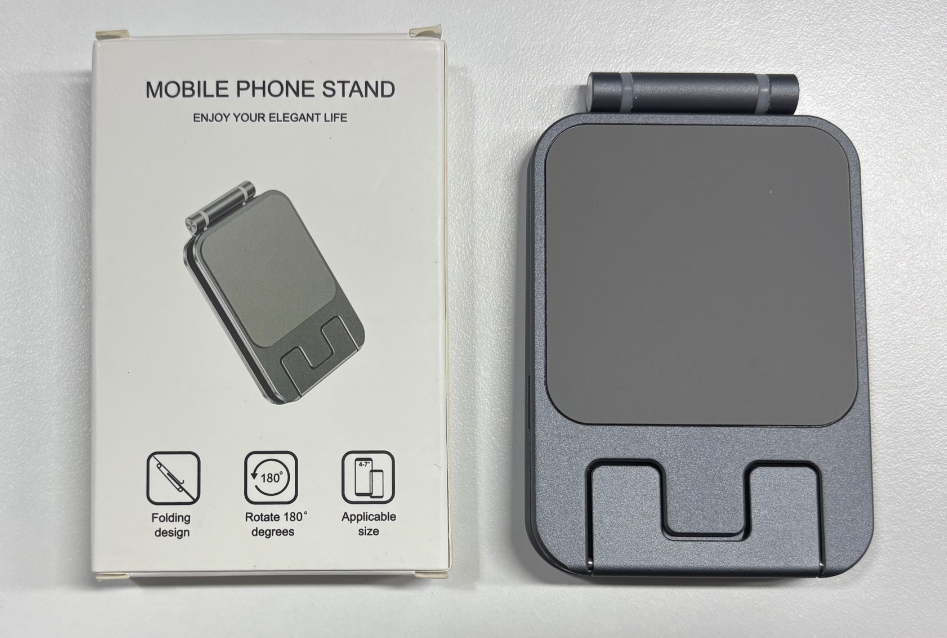 MOBILE PHONE STAND
ENJOY YOUR ELEGANT LIFE
180°
4-7"
Folding
design
Rotate 180°
degrees
Applicable
size